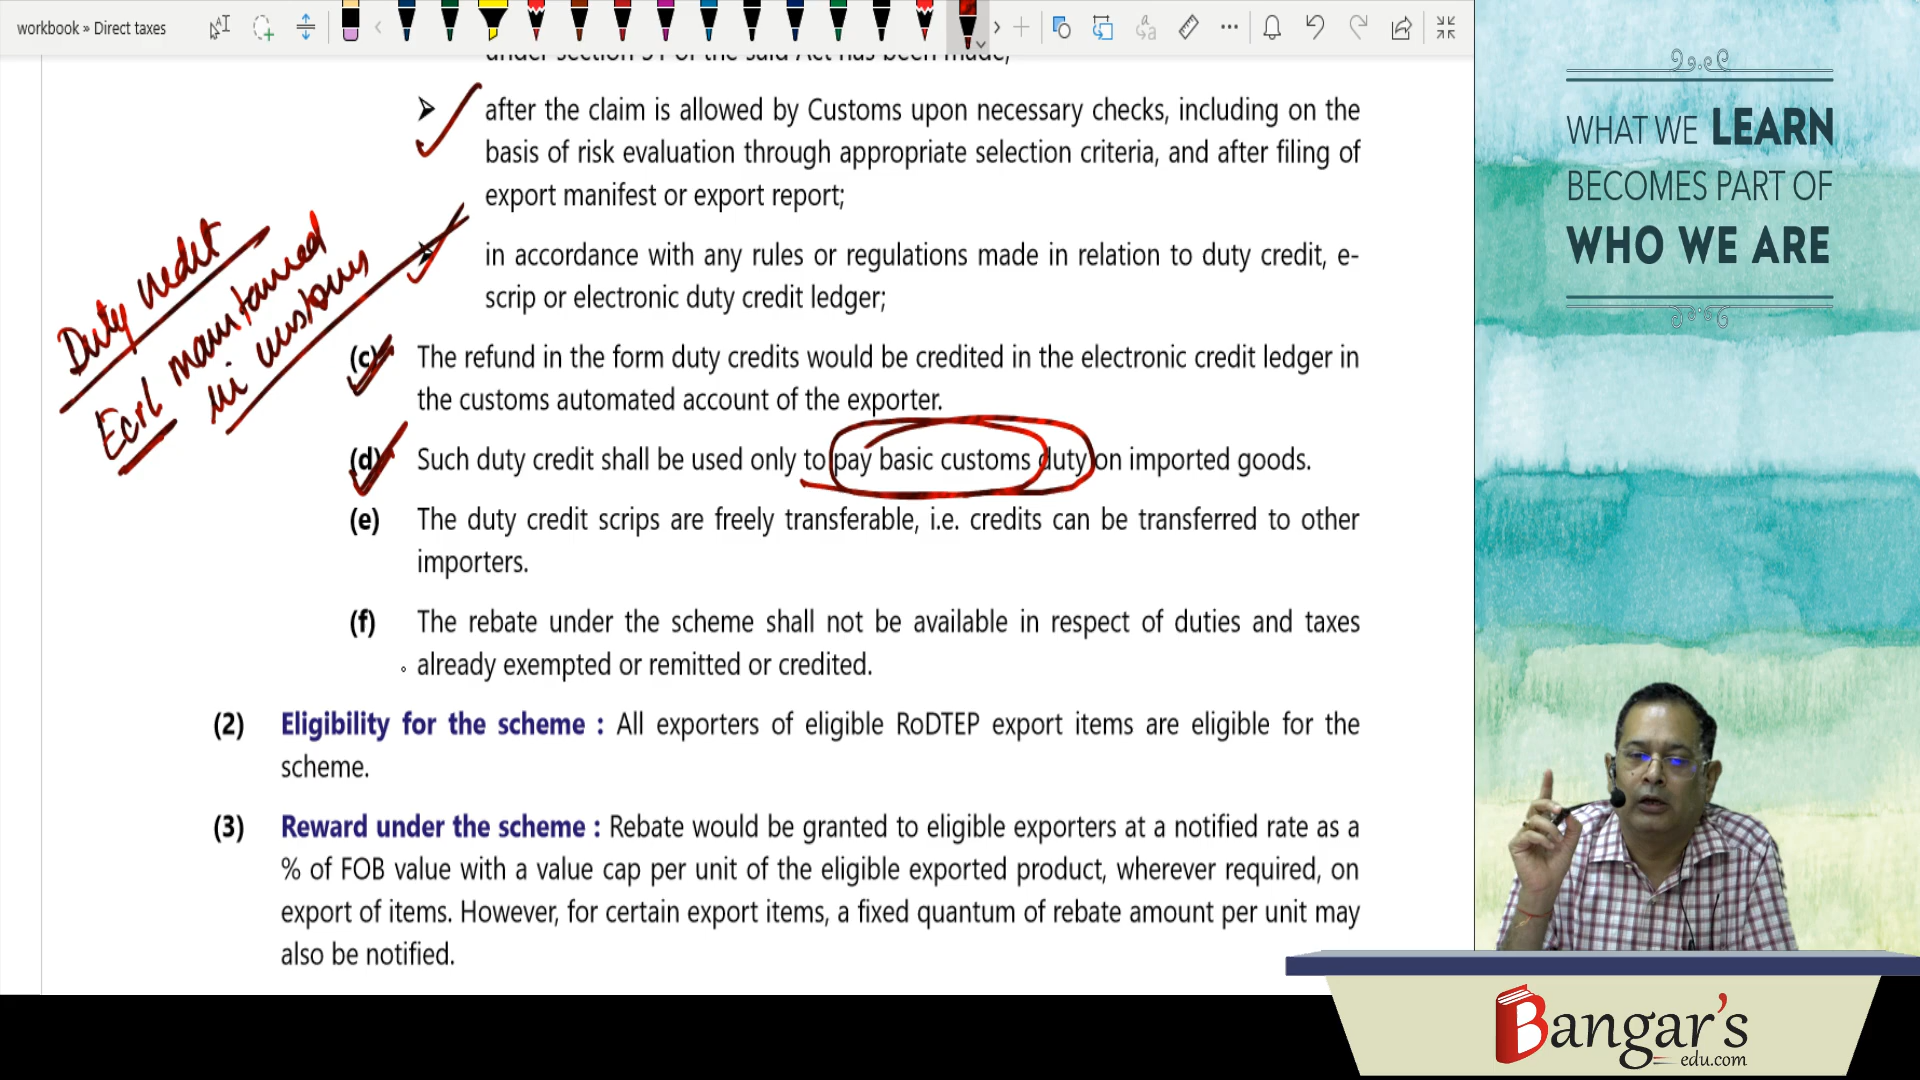 workbook » Direct taxes
under section 51 of the said Act has been made;
after the claim is allowed by Customs upon necessary checks, including on the
basis of risk evaluation through appropriate selection criteria, and after filing of
export manifest or export report;
in accordance with any rules or regulations made in relation to duty credit, e-
scrip or electronic duty credit ledger;
Duty credit
Ecrl maintained
in customs
(c) The refund in the form duty credits would be credited in the electronic credit ledger in
the customs automated account of the exporter.
(d) Such duty credit shall be used only to pay basic customs duty on imported goods.
(e) The duty credit scrips are freely transferable, i.e. credits can be transferred to other
importers.
(f) The rebate under the scheme shall not be available in respect of duties and taxes
already exempted or remitted or credited.
(2) Eligibility for the scheme : All exporters of eligible RoDTEP export items are eligible for the
scheme.
(3) Reward under the scheme : Rebate would be granted to eligible exporters at a notified rate as a
% of FOB value with a value cap per unit of the eligible exported product, wherever required, on
export of items. However, for certain export items, a fixed quantum of rebate amount per unit may
also be notified.
WHAT WE LEARN
BECOMES PART OF
WHO WE ARE
Bangar's
edu.com